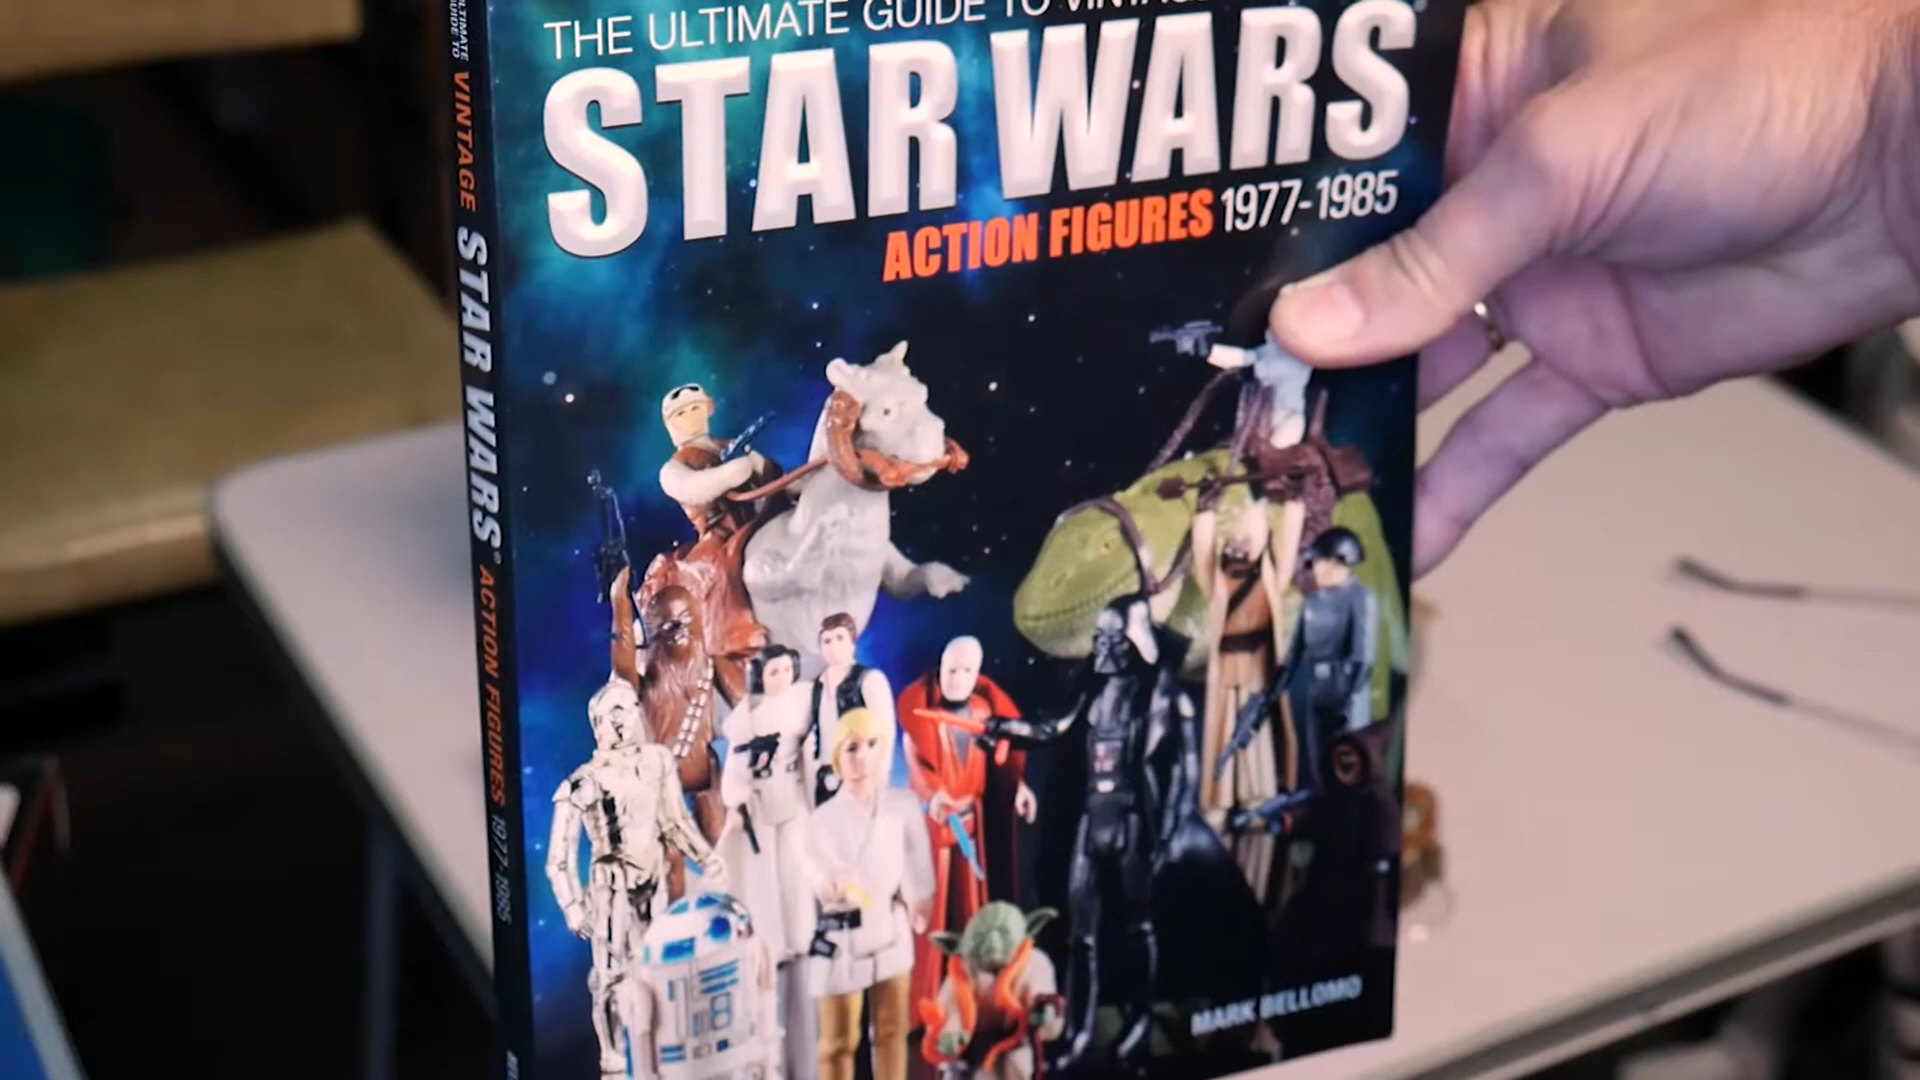 THE ULTIMATE GUIDE TO VINTAGE
STAR WARS
ACTION FIGURES 1977-1985
MARK BELLOMO
ULTIMATE
GUIDE TO
VINTAGE STAR WARS® ACTION FIGURES 1977-1985